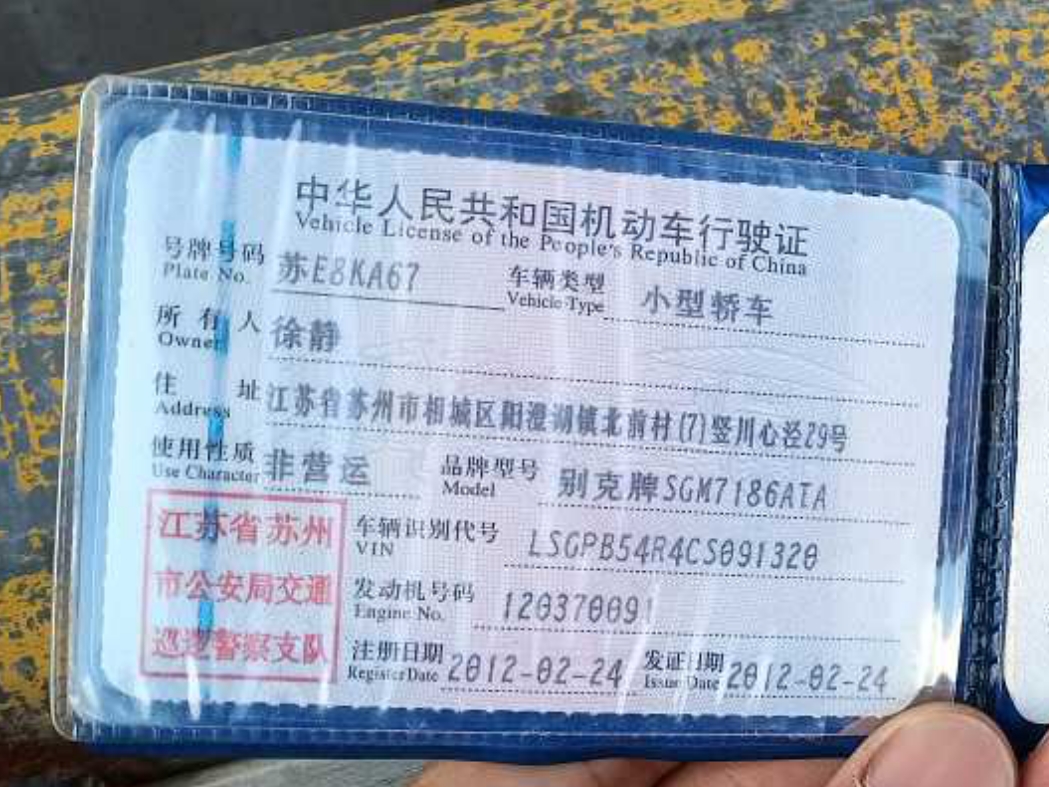 中华人民共和国机动车行驶证
Vehicle License of the People's Republic of China
号牌号码 苏E8KA67 车辆类型 小型轿车
Plate No. Vehicle Type
所有人 徐静
Owner
住址 江苏省苏州市相城区阳澄湖镇北前村(7)竖川心泾29号
Address
使用性质 非营运 品牌型号 别克牌SGM7186ATA
Use Character Model
江苏省苏州
市公安局交通
巡逻警察支队
车辆识别代号 LSGPB54R4CS091320
VIN
发动机号码 120370091
Engine No.
注册日期 2012-02-24 发证日期 2012-02-24
Register Date Issue Date